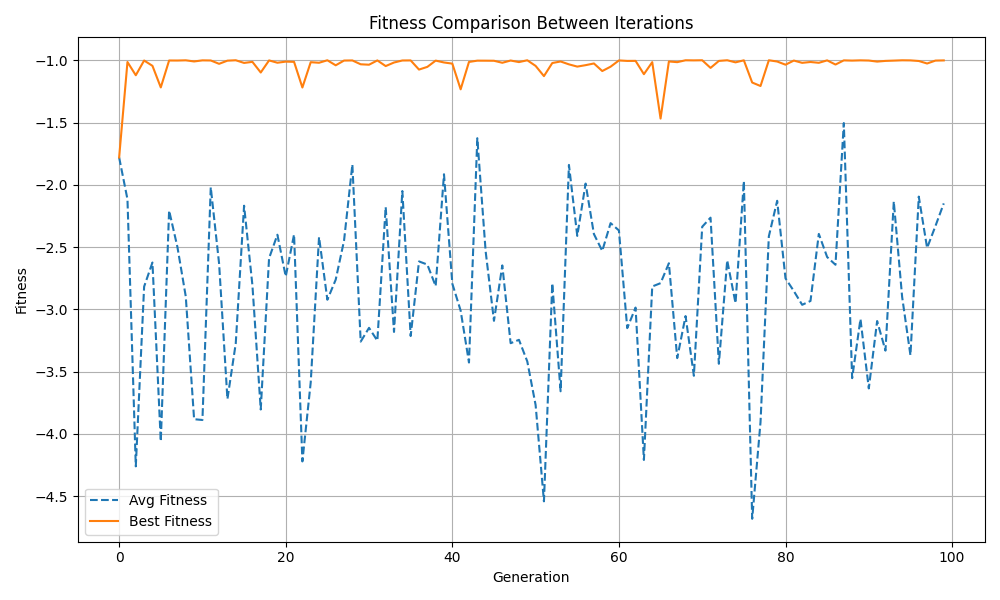 Fitness Comparison Between Iterations
Fitness
−1.0
−1.5
−2.0
−2.5
−3.0
−3.5
−4.0
−4.5
Avg Fitness
Best Fitness
0
20
40
60
80
100
Generation